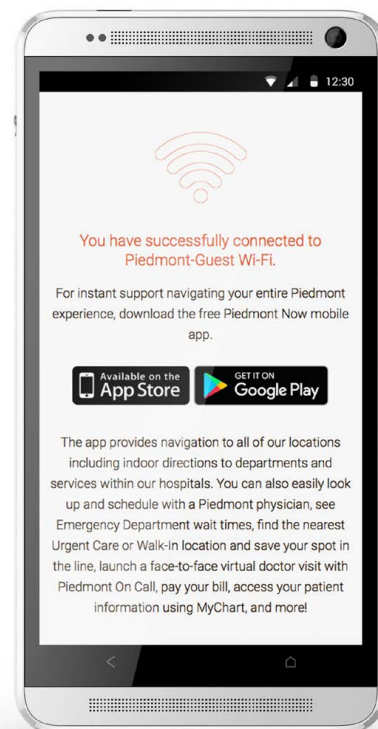 12:30
You have successfully connected to
Piedmont-Guest Wi-Fi.
For instant support navigating your entire Piedmont
experience, download the free Piedmont Now mobile
app.
Available on the
App Store
GET IT ON
Google Play
The app provides navigation to all of our locations
including indoor directions to departments and
services within our hospitals. You can also easily look
up and schedule with a Piedmont physician, see
Emergency Department wait times, find the nearest
Urgent Care or Walk-In location and save your spot in
the line, launch a face-to-face virtual doctor visit with
Piedmont On Call, pay your bill, access your patient
information using MyChart, and more!